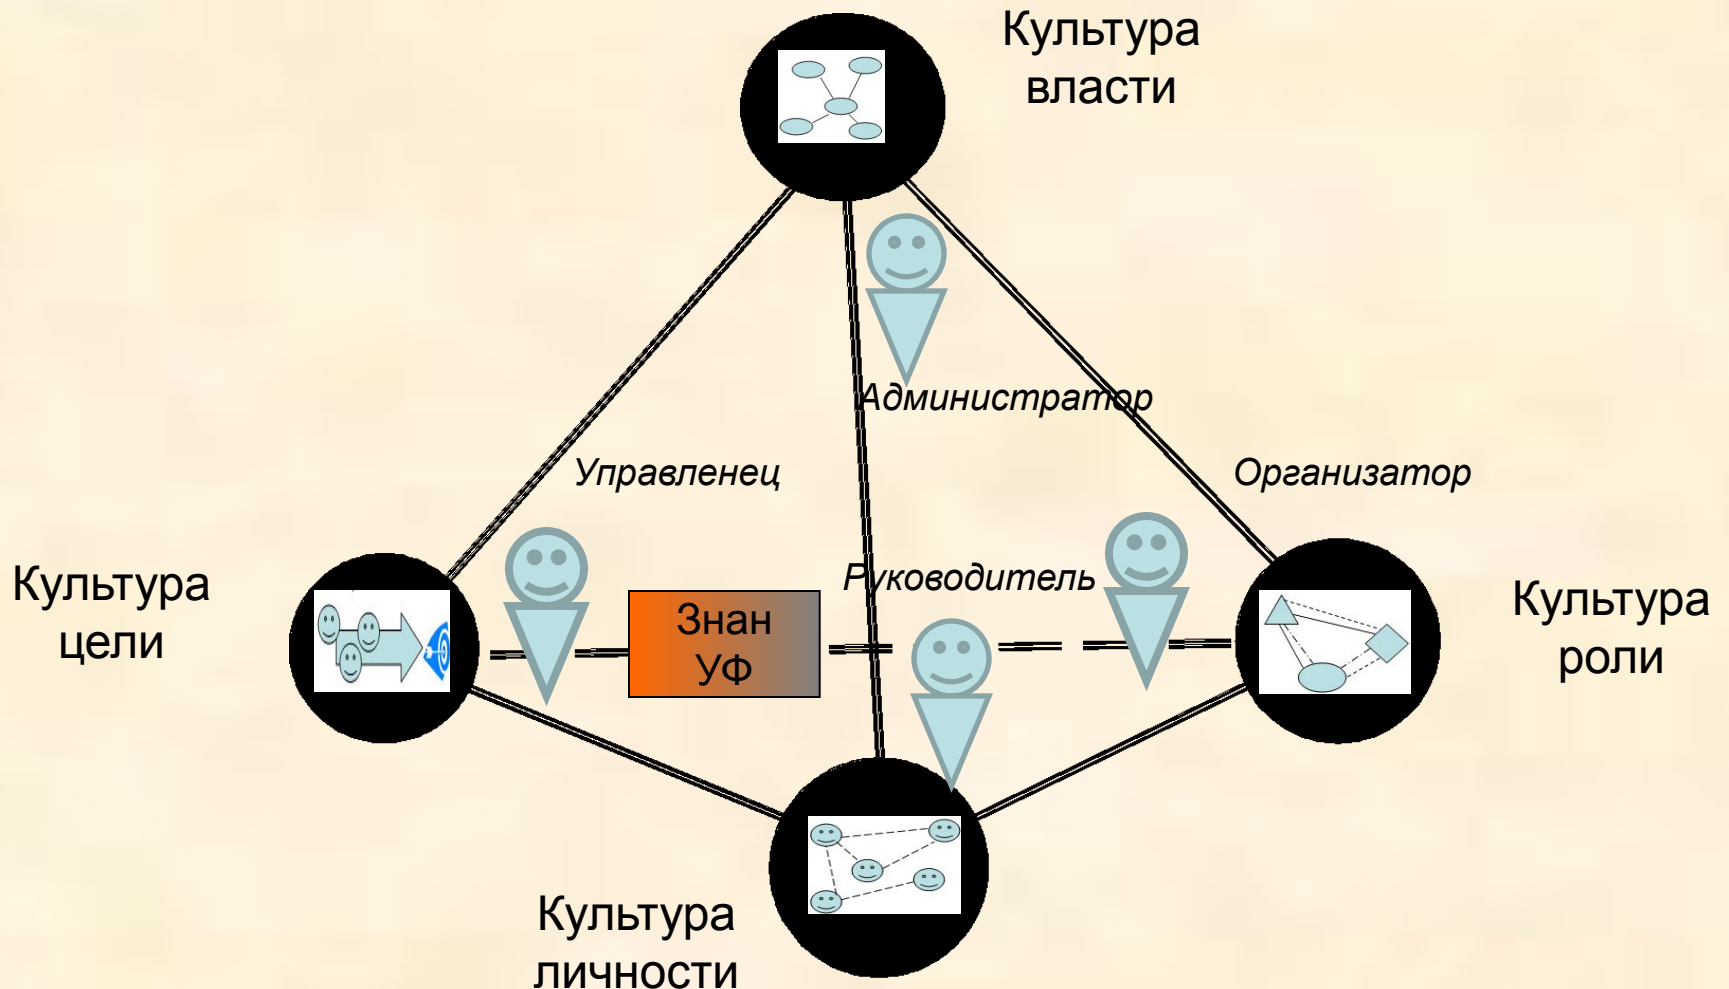 Культура
власти
Администратор
Управленец
Организатор
Культура
цели
Знан
УФ
Руководитель
Культура
роли
Культура
личности